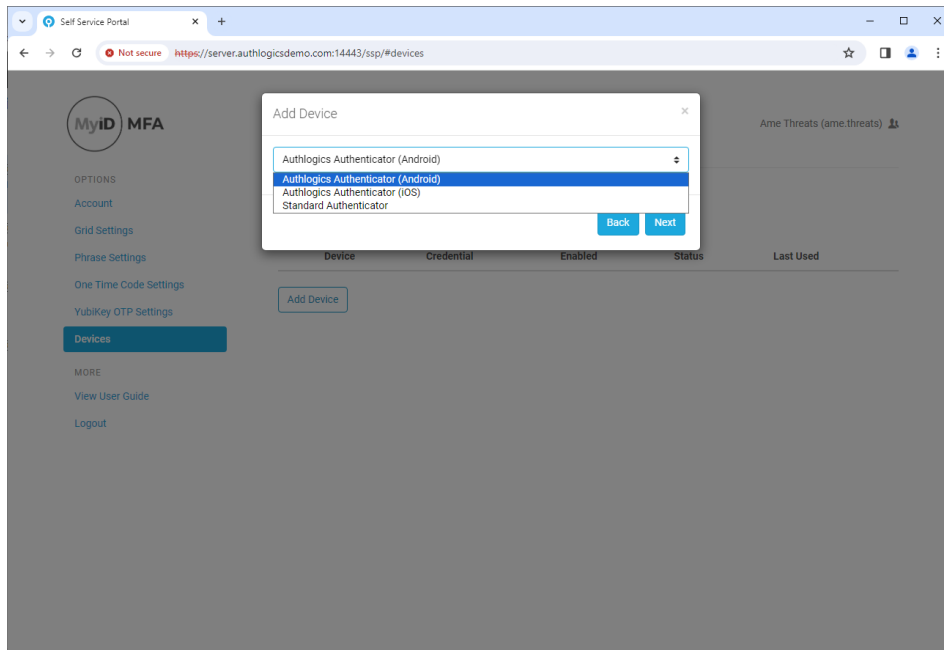 Self Service Portal
Not secure https://server.authlogicsdemo.com:14443/ssp/#devices
MyiD MFA
Ame Threats (ame.threats)
OPTIONS
Account
Grid Settings
Phrase Settings
One Time Code Settings
YubiKey OTP Settings
Devices
MORE
View User Guide
Logout
Add Device
Authlogics Authenticator (Android)
Authlogics Authenticator (Android)
Authlogics Authenticator (iOS)
Standard Authenticator
Back Next
Device Credential Enabled Status Last Used
Add Device